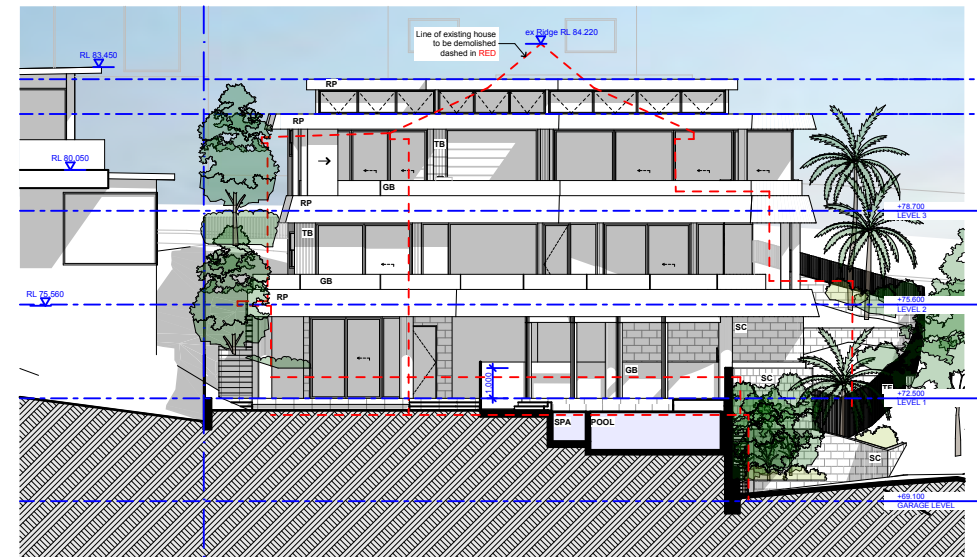 Line of existing house
to be demolished
dashed in RED
ex Ridge RL 84.220
RL 83.450
RP
RP
TB
RL 80.050
GB
RP
+78.700
LEVEL 3
TB
GB
RP
RL 75.560
+75.600
LEVEL 2
SC
GB
1,000
SC
TF
+72.500
LEVEL 1
SPA
POOL
SC
+69.100
GARAGE LEVEL